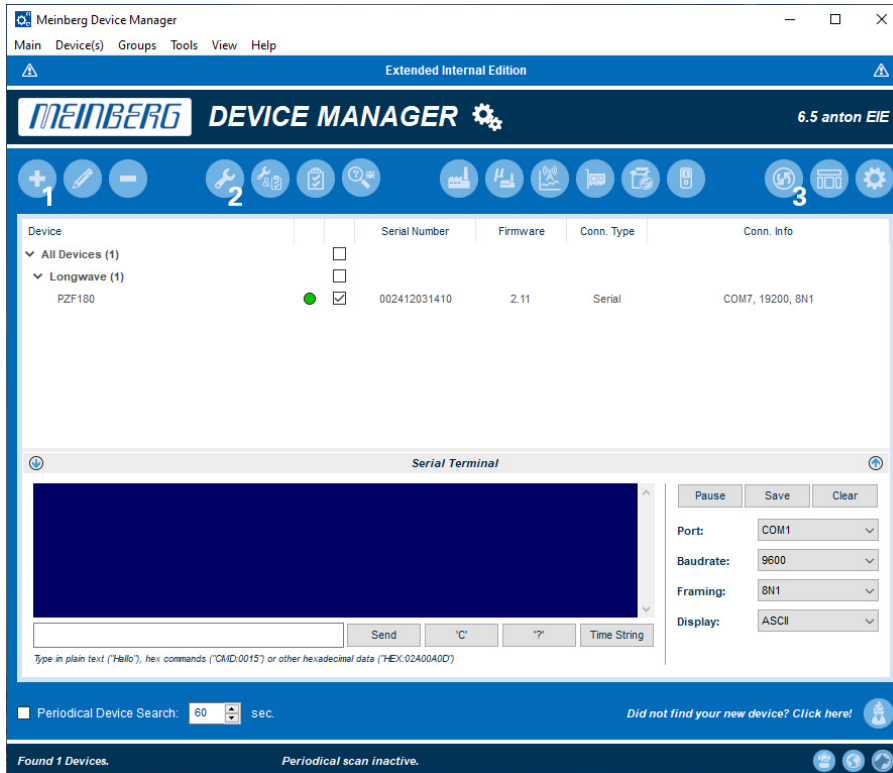 Meinberg Device Manager
Main Device(s) Groups Tools View Help
Extended Internal Edition
MEINBERG DEVICE MANAGER 6.5 anton EIE
1 2 3
Device Serial Number Firmware Conn. Type Conn. Info
All Devices (1)
Longwave (1)
PZF180 002412031410 2.11 Serial COM7, 19200, 8N1
Serial Terminal
Pause Save Clear
Port: COM1
Baudrate: 9600
Framing: 8N1
Display: ASCII
Send 'C' '?' Time String
Type in plain text ("Hallo"), hex commands ("CMD:0015") or other hexadecimal data ("HEX:02A00A0D")
Periodical Device Search: 60 sec. Did not find your new device? Click here!
Found 1 Devices. Periodical scan inactive.